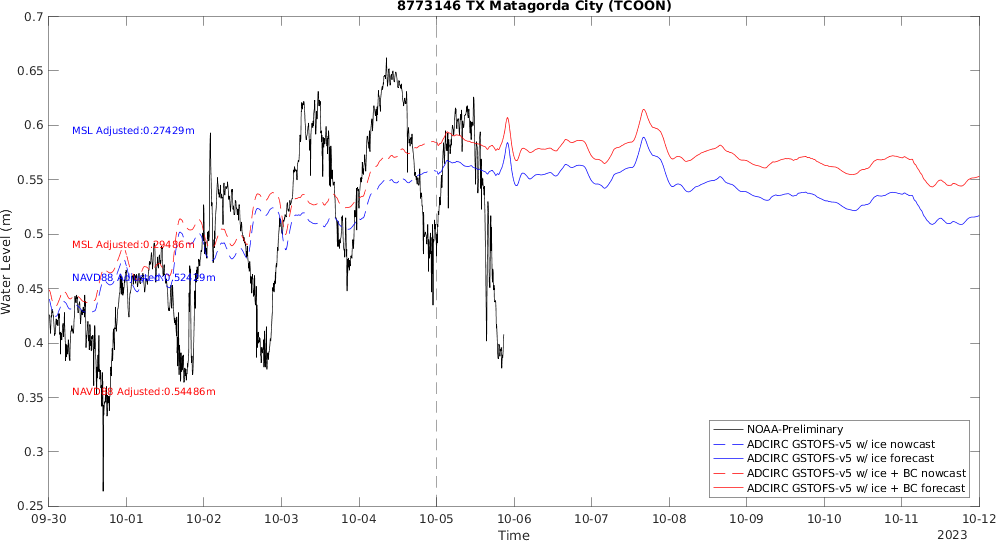 8773146 TX Matagorda City (TCOON)
Water Level (m)
0.7
0.65
0.6
0.55
0.5
0.45
0.4
0.35
0.3
0.25
MSL Adjusted:0.27429m
MSL Adjusted:0.29486m
NAVD88 Adjusted:0.52429m
NAVD88 Adjusted:0.54486m
NOAA-Preliminary
ADCIRC GSTOFS-v5 w/ ice nowcast
ADCIRC GSTOFS-v5 w/ ice forecast
ADCIRC GSTOFS-v5 w/ ice + BC nowcast
ADCIRC GSTOFS-v5 w/ ice + BC forecast
09-30 10-01 10-02 10-03 10-04 10-05 10-06 10-07 10-08 10-09 10-10 10-11 10-12
Time
2023